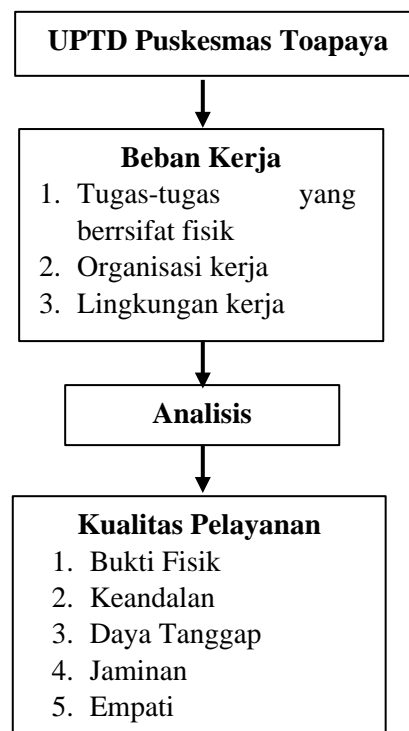 UPTD Puskesmas Toapaya
Beban Kerja
1. Tugas-tugas yang
berrsifat fisik
2. Organisasi kerja
3. Lingkungan kerja
Analisis
Kualitas Pelayanan
1. Bukti Fisik
2. Keandalan
3. Daya Tanggap
4. Jaminan
5. Empati